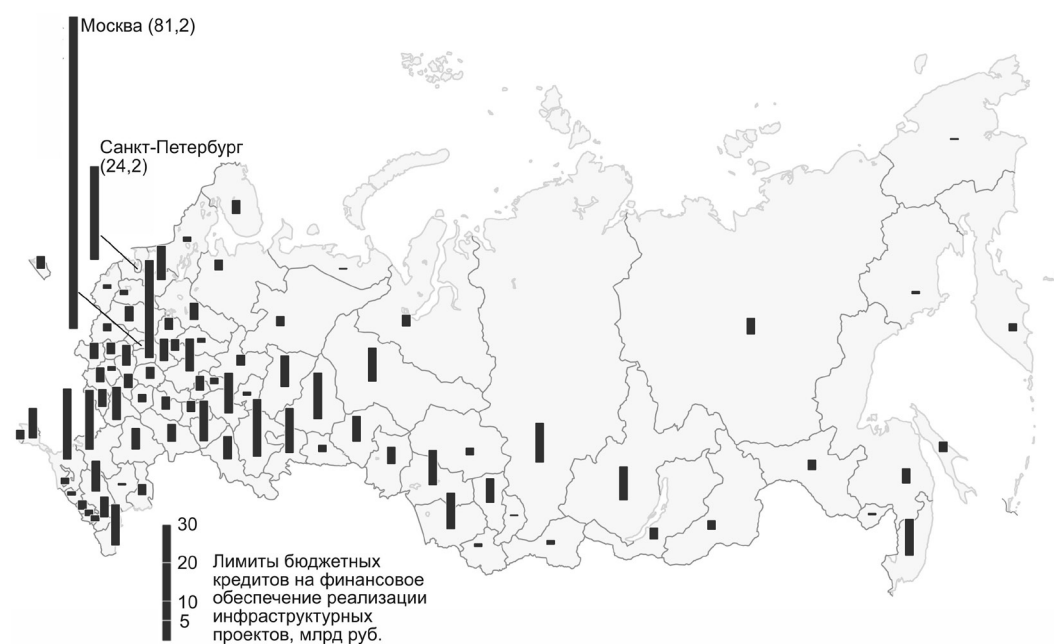 Москва (81,2)
Санкт-Петербург
(24,2)
30
20
10
5
Лимиты бюджетных
кредитов на финансовое
обеспечение реализации
инфраструктурных
проектов, млрд руб.